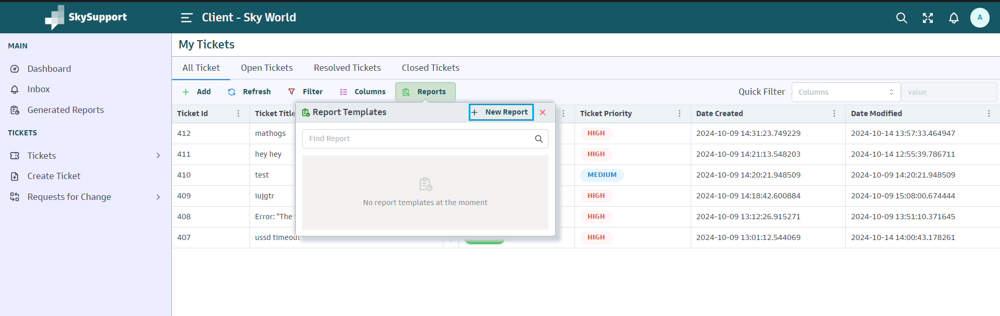 SkySupport
Client - Sky World
A
MAIN
Dashboard
Inbox
Generated Reports
TICKETS
Tickets
Create Ticket
Requests for Change
My Tickets
All Ticket Open Tickets Resolved Tickets Closed Tickets
Add Refresh Filter Columns Reports Quick Filter Columns value
Ticket Id Ticket Title Ticket Priority Date Created Date Modified
Report Templates New Report
Find Report
No report templates at the moment
412 mathogs HIGH 2024-10-09 14:31:23.749229 2024-10-14 13:57:33.464947
411 hey hey HIGH 2024-10-09 14:21:13.548203 2024-10-14 12:55:39.786711
410 test MEDIUM 2024-10-09 14:20:21.948509 2024-10-09 14:20:21.948509
409 iujgtr HIGH 2024-10-09 14:18:42.600884 2024-10-09 15:08:00.674444
408 Error: "The HIGH 2024-10-09 13:12:26.915271 2024-10-09 13:51:10.371645
407 ussd timeout HIGH 2024-10-09 13:01:12.544069 2024-10-14 14:00:43.178261